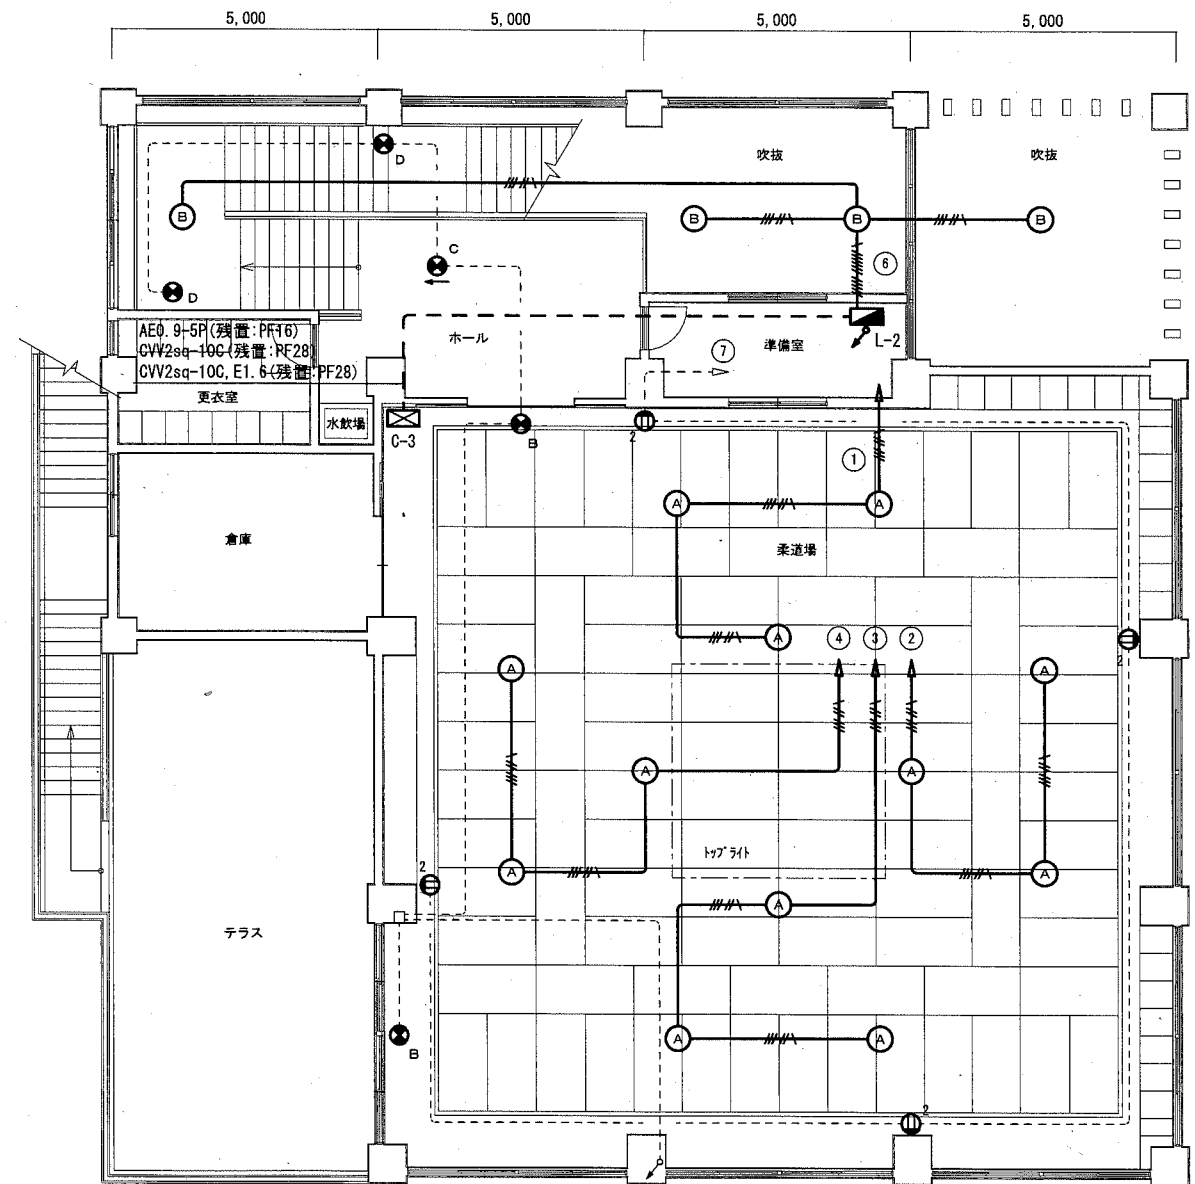 5,000 5,000 5,000 5,000
吹抜 吹抜
D
B B B B
C
6
D
AE0.9-5P(残置:PF16)
CVV2sq-10C(残置:PF28)
CVV2sq-10C,E1.6(残置:PF28)
ホール
7
準備室
L-2
更衣室
水飲場
C-3
B
2
1
A A
倉庫
柔道場
A
4 3 2
2
A A
A A
トップライト
2
A A
A
テラス
B
A A
2